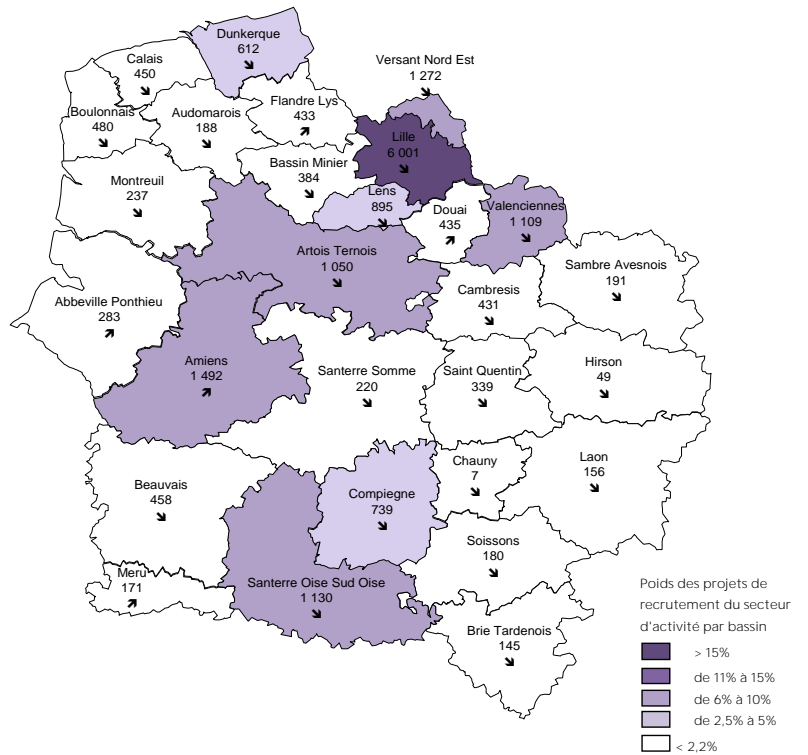 Dunkerque
612
Calais
450
Versant Nord Est
1 272
Boulonnais
480
Audomarois
188
Flandre Lys
433
Lille
6 001
Bassin Minier
384
Montreuil
237
Lens
895
Douai
435
Valenciennes
1 109
Artois Ternois
1 050
Sambre Avesnois
191
Abbeville Ponthieu
283
Cambresis
431
Amiens
1 492
Santerre Somme
220
Saint Quentin
339
Hirson
49
Beauvais
458
Compiegne
739
Chauny
7
Laon
156
Soissons
180
Meru
171
Santerre Oise Sud Oise
1 130
Brie Tardenois
145
Poids des projets de
recrutement du secteur
d'activité par bassin
> 15%
de 11% à 15%
de 6% à 10%
de 2,5% à 5%
< 2,2%